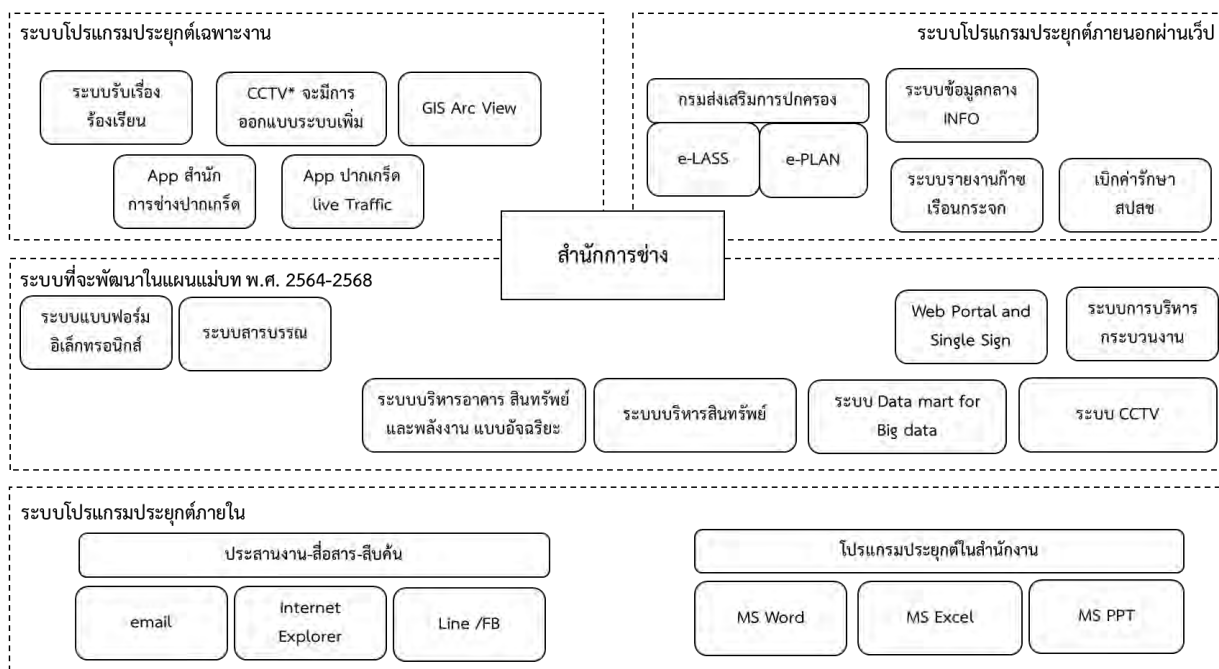 ระบบโปรแกรมประยุกต์เฉพาะงาน
ระบบรับเรื่อง
ร้องเรียน
CCTV* จะมีการ
ออกแบบระบบเพิ่ม
GIS Arc View
App สำนัก
การช่างปากเกร็ด
App ปากเกร็ด
live Traffic
ระบบโปรแกรมประยุกต์ภายนอกผ่านเว็ป
กรมส่งเสริมการปกครอง
e-LASS
e-PLAN
ระบบข้อมูลกลาง
INFO
ระบบรายงานก๊าซ
เรือนกระจก
เบิกค่ารักษา
สปสช
สำนักการช่าง
ระบบที่จะพัฒนาในแผนแม่บท พ.ศ. 2564-2568
ระบบแบบฟอร์ม
อิเล็กทรอนิกส์
ระบบสารบรรณ
Web Portal and
Single Sign
ระบบการบริหาร
กระบวนงาน
ระบบบริหารอาคาร สินทรัพย์
และพลังงาน แบบอัจฉริยะ
ระบบบริหารสินทรัพย์
ระบบ Data mart for
Big data
ระบบ CCTV
ระบบโปรแกรมประยุกต์ภายใน
ประสานงาน-สื่อสาร-สืบค้น
email
Internet
Explorer
Line /FB
โปรแกรมประยุกต์ในสำนักงาน
MS Word
MS Excel
MS PPT